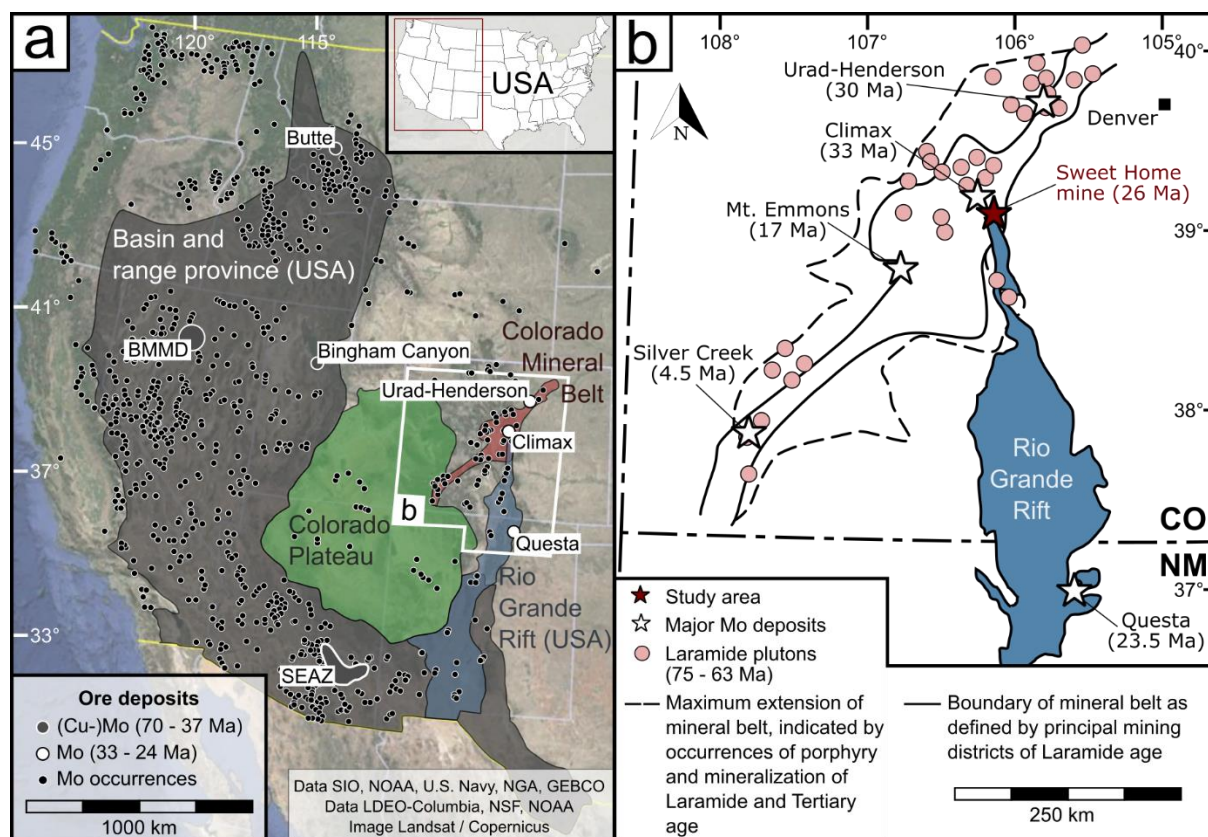 a
120
115°
USA
45°
Butte
Basin and
range province (USA)
41°
BMMD
Bingham Canyon
Colorado
Mineral
Belt
Urad-Henderson
Climax
37°
b
Colorado
Plateau
Questa
Rio
Grande
Rift (USA)
33°
SEAZ
Ore deposits
(Cu-)Mo (70 - 37 Ma)
Mo (33 - 24 Ma)
Mo occurrences
1000 km
Data SIO, NOAA, U.S. Navy, NGA, GEBCO
Data LDEO-Columbia, NSF, NOAA
Image Landsat / Copernicus
b
108°
107°
106°
105°
40°
Urad-Henderson
(30 Ma)
N
Denver
Climax
(33 Ma)
Sweet Home
mine (26 Ma)
Mt. Emmons
(17 Ma)
39°
Silver Creek
(4.5 Ma)
38°
Rio
Grande
Rift
CO
NM
37°
Questa
(23.5 Ma)
Study area
Major Mo deposits
Laramide plutons
(75 - 63 Ma)
Maximum extension of
mineral belt, indicated by
occurrences of porphyry
and mineralization of
Laramide and Tertiary
age
Boundary of mineral belt as
defined by principal mining
districts of Laramide age
250 km